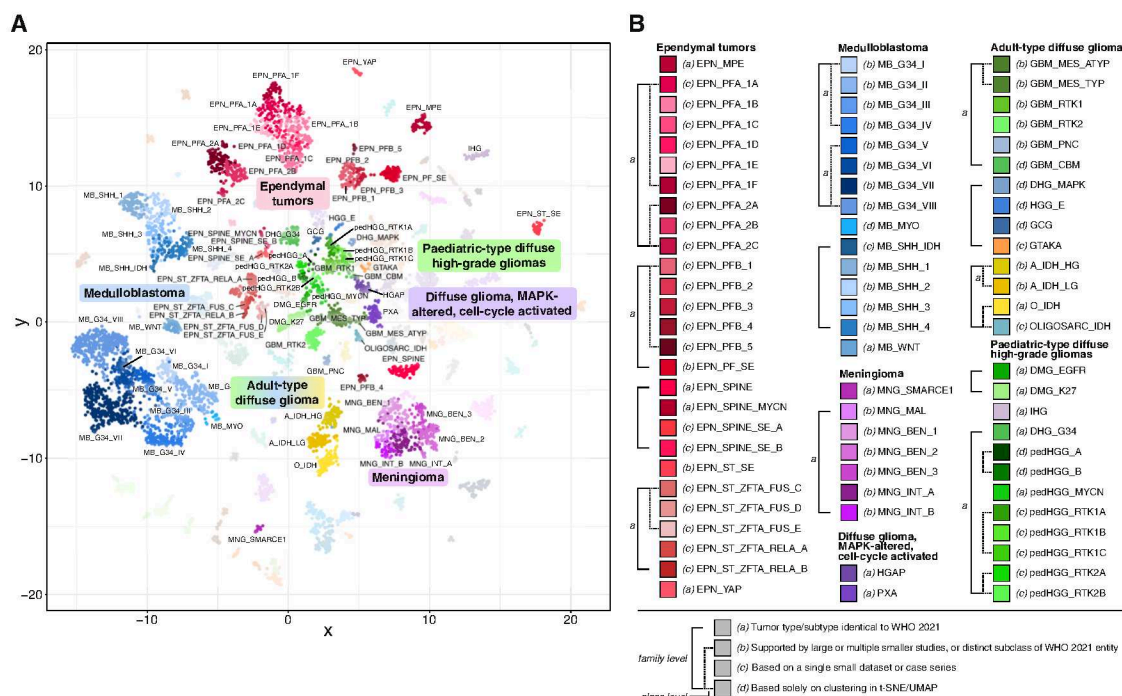 A
20
10
0
−10
−20
−10
0
10
20
x
y
EPN_YAP
EPN_PFA_1F
EPN_PFA_1A
EPN_MPE
EPN_PFA_1E
EPN_PFA_1B
EPN_PFA_2A
EPN_PFA_1D
EPN_PFB_5
IHG
EPN_PFA_1C
EPN_PFB_2
EPN_PFA_2B
EPN_PF_SE
EPN_PFB_3
EPN_PFB_1
EPN_PFA_2C
Ependymal
tumors
MB_SHH_1
MB_SHH_2
MB_SHH_3
MB_SHH_4
MB_SHH_IDH
HGG_E
EPN_ST_SE
EPN_SPINE_MYCN
EPN_SPINE_SE_B
EPN_SPINE_SE_A
DHG_G34
GCG
pedHGG_RTK1A
DHG_MAPK
pedHGG_RTK1B
pedHGG_RTK1C
pedHGG_A
pedHGG_RTK2A
GBM_RTK1
GTAKA
GBM_CBM
pedHGG_B
pedHGG_RTK2B
pedHGG_MYCN
HGAP
Paediatric-type diffuse
high-grade gliomas
Medulloblastoma
Diffuse glioma, MAPK-
altered, cell-cycle activated
EPN_ST_ZFTA_RELA_A
EPN_ST_ZFTA_FUS_C
EPN_ST_ZFTA_RELA_B
EPN_ST_ZFTA_FUS_D
EPN_ST_ZFTA_FUS_E
DMG_EGFR
DMG_K27
PXA
GBM_MES_TYP
GBM_MES_ATYP
GBM_RTK2
OLIGOSARC_IDH
EPN_SPINE
GBM_PNC
EPN_PFB_4
MB_G34_VIII
MB_WNT
MB_G34_VI
MB_G34_I
MB_G34_V
MB_G34_III
MB_MYO
MB_G34_VII
MB_G34_IV
Adult-type
diffuse glioma
A_IDH_HG
A_IDH_LG
O_IDH
MNG_BEN_1
MNG_BEN_3
MNG_MAL
MNG_BEN_2
MNG_INT_B
MNG_INT_A
Meningioma
MNG_SMARCE1
B
Ependymal tumors
(a) EPN_MPE
(c) EPN_PFA_1A
(c) EPN_PFA_1B
(c) EPN_PFA_1C
(c) EPN_PFA_1D
(c) EPN_PFA_1E
(c) EPN_PFA_1F
(c) EPN_PFA_2A
(c) EPN_PFA_2B
(c) EPN_PFA_2C
(c) EPN_PFB_1
(c) EPN_PFB_2
(c) EPN_PFB_3
(c) EPN_PFB_4
(c) EPN_PFB_5
(b) EPN_PF_SE
(a) EPN_SPINE
(a) EPN_SPINE_MYCN
(c) EPN_SPINE_SE_A
(c) EPN_SPINE_SE_B
(b) EPN_ST_SE
(c) EPN_ST_ZFTA_FUS_C
(c) EPN_ST_ZFTA_FUS_D
(c) EPN_ST_ZFTA_FUS_E
(c) EPN_ST_ZFTA_RELA_A
(c) EPN_ST_ZFTA_RELA_B
(a) EPN_YAP
a
a
a
Medulloblastoma
(b) MB_G34_I
(b) MB_G34_II
(b) MB_G34_III
(b) MB_G34_IV
(b) MB_G34_V
(b) MB_G34_VI
(b) MB_G34_VII
(b) MB_G34_VIII
(d) MB_MYO
(c) MB_SHH_IDH
(b) MB_SHH_1
(b) MB_SHH_2
(b) MB_SHH_3
(b) MB_SHH_4
(a) MB_WNT
a
a
Meningioma
(a) MNG_SMARCE1
(b) MNG_MAL
(b) MNG_BEN_1
(b) MNG_BEN_2
(b) MNG_BEN_3
(b) MNG_INT_A
(b) MNG_INT_B
a
Diffuse glioma,
MAPK-altered,
cell-cycle activated
(a) HGAP
(a) PXA
Adult-type diffuse glioma
(b) GBM_MES_ATYP
(b) GBM_MES_TYP
(b) GBM_RTK1
(b) GBM_RTK2
(b) GBM_PNC
(d) GBM_CBM
(d) DHG_MAPK
(d) HGG_E
(d) GCG
(c) GTAKA
(b) A_IDH_HG
(b) A_IDH_LG
(a) O_IDH
(c) OLIGOSARC_IDH
a
a
Paediatric-type diffuse
high-grade gliomas
(a) DMG_EGFR
(a) DMG_K27
(a) IHG
(a) DHG_G34
(d) pedHGG_A
(d) pedHGG_B
(a) pedHGG_MYCN
(c) pedHGG_RTK1A
(c) pedHGG_RTK1B
(c) pedHGG_RTK1C
(c) pedHGG_RTK2A
(c) pedHGG_RTK2B
a
family level
(a) Tumor type/subtype identical to WHO 2021
(b) Supported by large or multiple smaller studies, or distinct subclass of WHO 2021 entity
(c) Based on a single small dataset or case series
(d) Based solely on clustering in t-SNE/UMAP